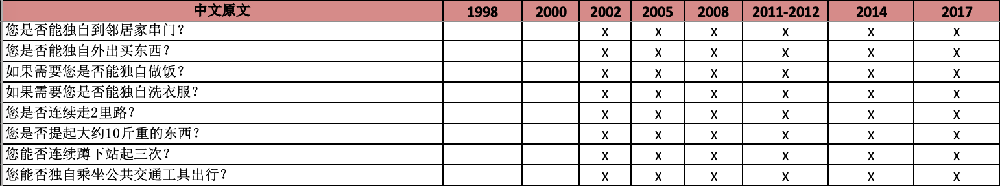 中文原文 1998 2000 2002 2005 2008 2011-2012 2014 2017
您是否能独自到邻居家串门? X X X X X X
您是否能独自外出买东西? X X X X X X
如果需要您是否能独自做饭? X X X X X X
如果需要您是否能独自洗衣服? X X X X X X
您是否连续走2里路? X X X X X X
您是否提起大约10斤重的东西? X X X X X X
您能否连续蹲下站起三次? X X X X X X
您能否独自乘坐公共交通工具出行? X X X X X X